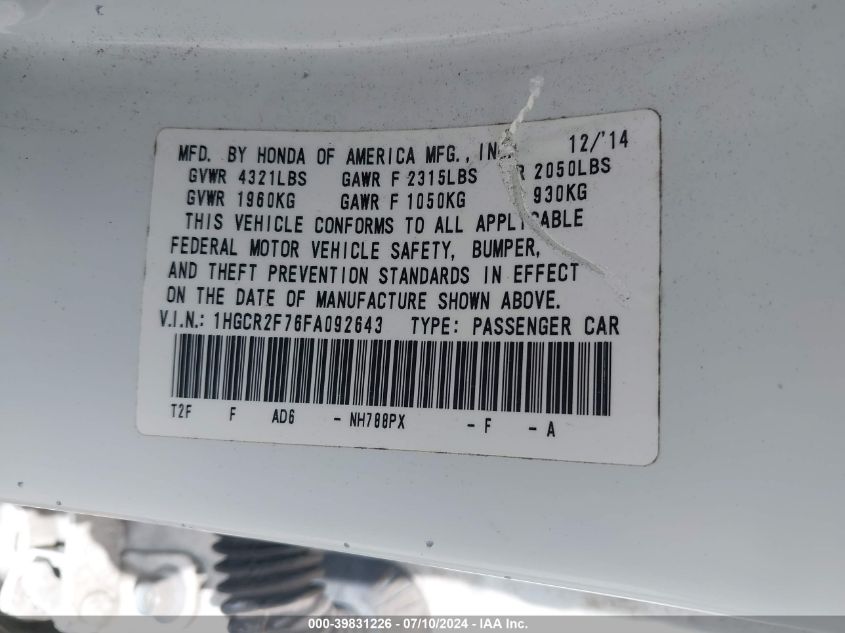 MFD. BY HONDA OF AMERICA MFG., IN 12/'14
GVWR 4321LBS GAWR F 2315LBS R 2050LBS
GVWR 1960KG GAWR F 1050KG 930KG
THIS VEHICLE CONFORMS TO ALL APPLICABLE
FEDERAL MOTOR VEHICLE SAFETY, BUMPER,
AND THEFT PREVENTION STANDARDS IN EFFECT
ON THE DATE OF MANUFACTURE SHOWN ABOVE.
V.I.N.: 1HGCR2F76FA092643 TYPE: PASSENGER CAR
T2F F AD6 - NH788PX - F - A
000-39831226 - 07/10/2024 - IAA Inc.